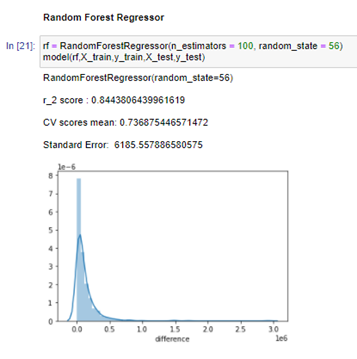 Random Forest Regressor
In [21]: rf = RandomForestRegressor(n_estimators = 100, random_state = 56)
model(rf,X_train,y_train,X_test,y_test)
RandomForestRegressor(random_state=56)
r_2 score : 0.8443806439961619
CV scores mean: 0.736875446571472
Standard Error: 6185.557886580575
1e−6
8
7
6
5
4
3
2
1
0
0.0 0.5 1.0 1.5 2.0 2.5 3.0
1e6
difference